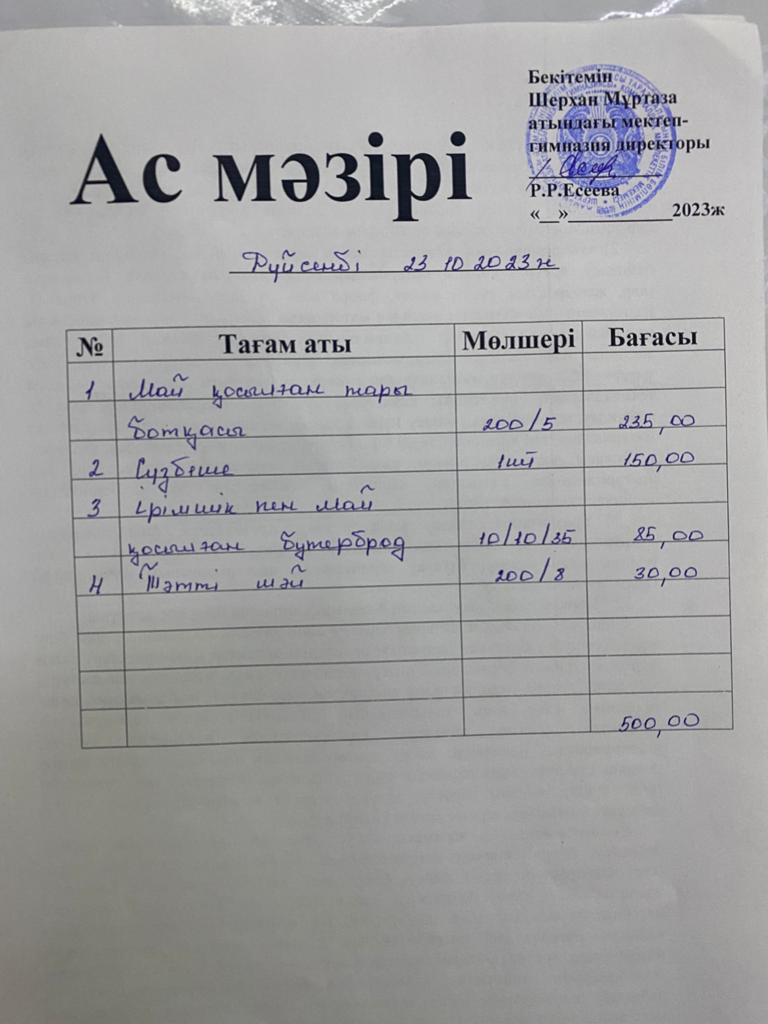 Бекітемін
Шерхан Мұртаза
атындағы мектеп-
гимназия директоры
Р.Р.Есеева
«__»____________2023ж
Ас мәзірі
Дүйсенбі 23 10 2023ж
№ Тағам аты Мөлшері Бағасы
1 Май қосылған тары
ботқасы 200/5 235,00
2 Сүзбеше 1шт 150,00
3 Ірімшік пен май
қосылған бутерброд 10/10/35 85,00
4 Тәтті шәй 200/8 30,00
500,00